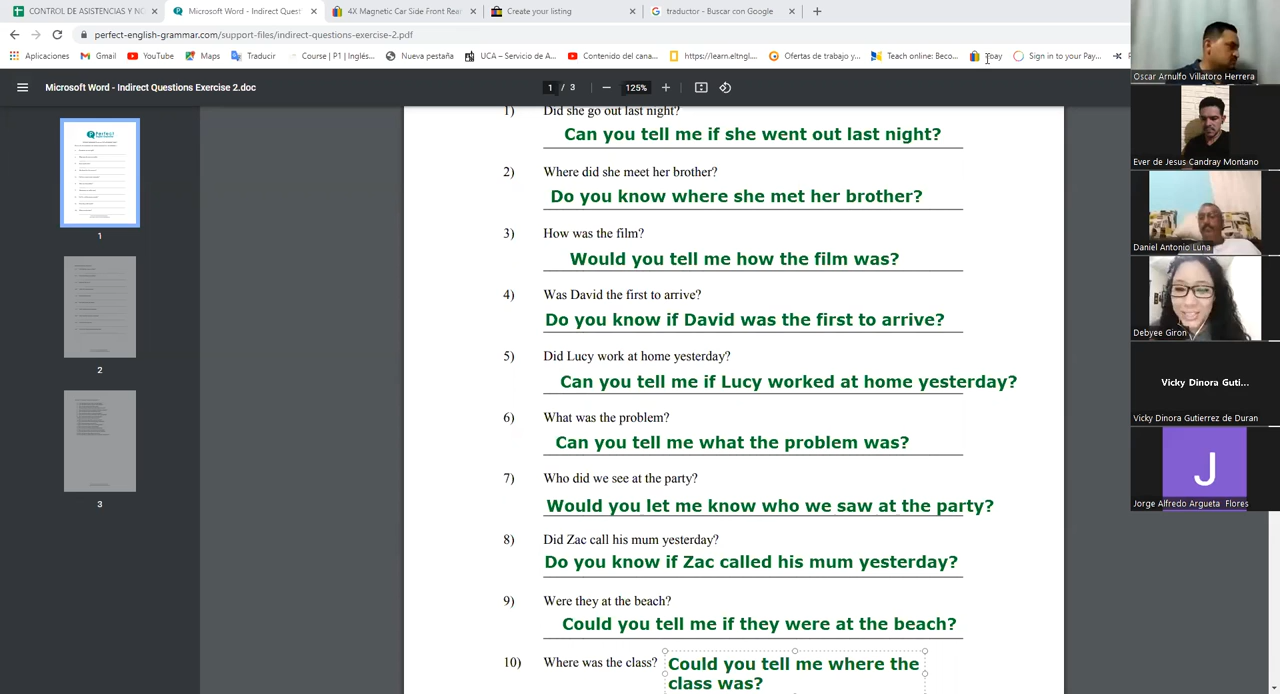 CONTROL DE ASISTENCIAS Y NO
Microsoft Word - Indirect Quest
4X Magnetic Car Side Front Rear
Create your listing
traductor - Buscar con Google
perfect-english-grammar.com/support-files/indirect-questions-exercise-2.pdf
Aplicaciones
Gmail
YouTube
Maps
Traducir
Course | P1 | Inglés...
Nueva pestaña
UCA – Servicio de A...
Contenido del cana...
https://learn.eltngl...
Ofertas de trabajo y...
Teach online: Beco...
Sign in to your Pay...
Microsoft Word - Indirect Questions Exercise 2.doc
1 / 3
125%
1
2
3
1) Did she go out last night?
Can you tell me if she went out last night?
2) Where did she meet her brother?
Do you know where she met her brother?
3) How was the film?
Would you tell me how the film was?
4) Was David the first to arrive?
Do you know if David was the first to arrive?
5) Did Lucy work at home yesterday?
Can you tell me if Lucy worked at home yesterday?
6) What was the problem?
Can you tell me what the problem was?
7) Who did we see at the party?
Would you let me know who we saw at the party?
8) Did Zac call his mum yesterday?
Do you know if Zac called his mum yesterday?
9) Were they at the beach?
Could you tell me if they were at the beach?
10) Where was the class?
Could you tell me where the
class was?
Oscar Arnulfo Villatoro Herrera
Ever de Jesus Candray Montano
Daniel Antonio Luna
Debyee Giron
Vicky Dinora Guti...
Vicky Dinora Gutierrez de Duran
J
Jorge Alfredo Argueta Flores